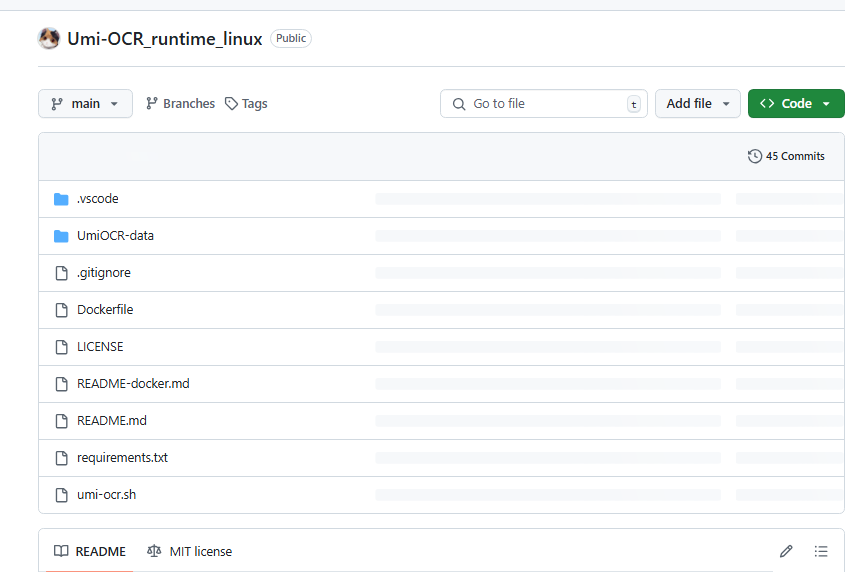 Umi-OCR_runtime_linux Public
main Branches Tags Go to file t Add file Code
45 Commits
.vscode
UmiOCR-data
.gitignore
Dockerfile
LICENSE
README-docker.md
README.md
requirements.txt
umi-ocr.sh
README MIT license